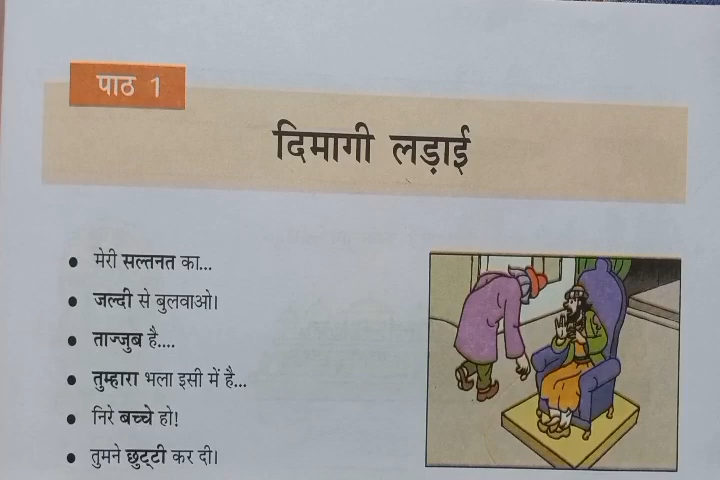 पाठ 1
दिमागी लड़ाई
• मेरी सल्तनत का...
• जल्दी से बुलवाओ।
• ताज्जुब है....
• तुम्हारा भला इसी में है...
• निरे बच्चे हो!
• तुमने छुट्टी कर दी।